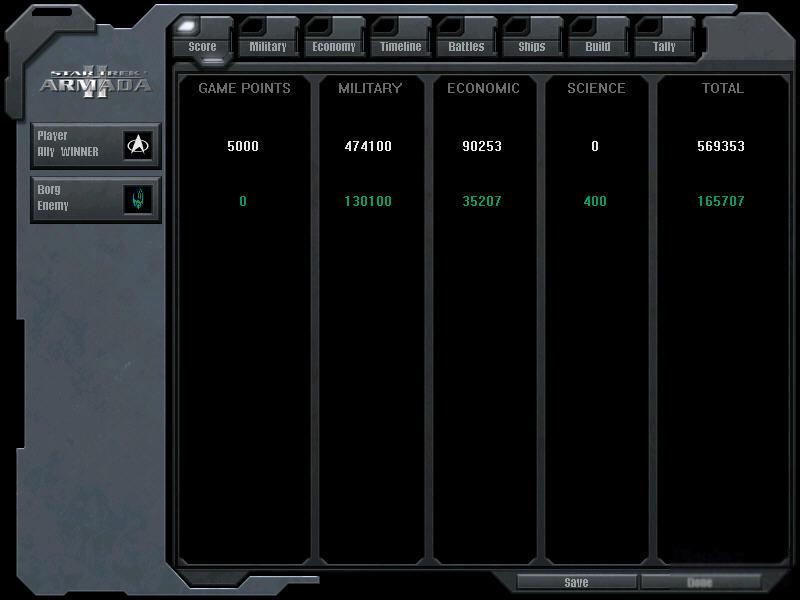 Score Military Economy Timeline Battles Ships Build Tally
STAR TREK
ARMADA II
GAME POINTS MILITARY ECONOMIC SCIENCE TOTAL
Player
Ally WINNER
5000 474100 90253 0 569353
Borg
Enemy
0 130100 35207 400 165707
Save Done